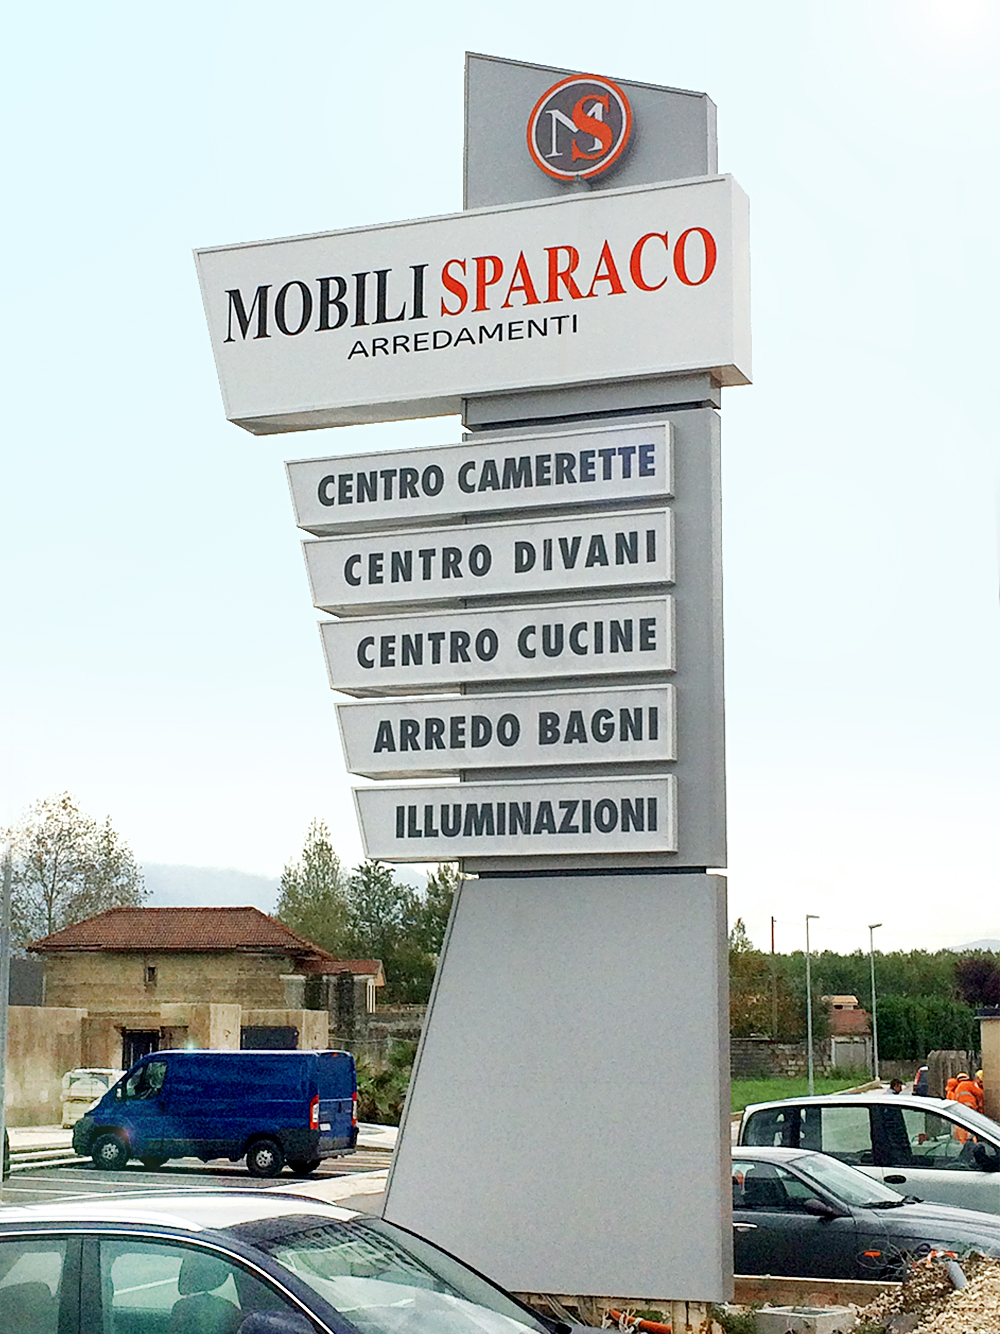 MS
MOBILI SPARACO
ARREDAMENTI
CENTRO CAMERETTE
CENTRO DIVANI
CENTRO CUCINE
ARREDO BAGNI
ILLUMINAZIONI